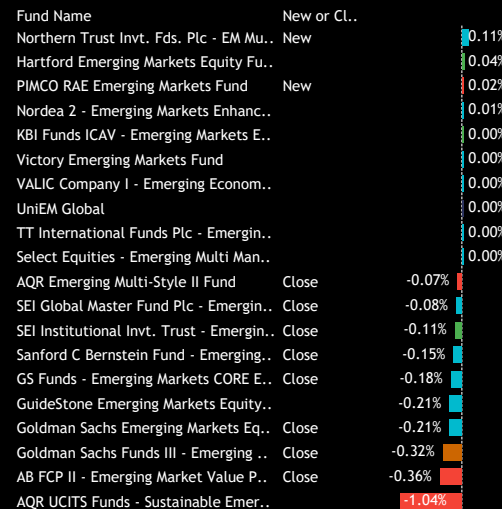 Fund Name New or Cl..
Northern Trust Invt. Fds. Plc - EM Mu.. New 0.11%
Hartford Emerging Markets Equity Fu.. 0.04%
PIMCO RAE Emerging Markets Fund New 0.02%
Nordea 2 - Emerging Markets Enhanc.. 0.01%
KBI Funds ICAV - Emerging Markets E.. 0.00%
Victory Emerging Markets Fund 0.00%
VALIC Company I - Emerging Econom.. 0.00%
UniEM Global 0.00%
TT International Funds Plc - Emergin.. 0.00%
Select Equities - Emerging Multi Man.. 0.00%
AQR Emerging Multi-Style II Fund Close -0.07%
SEI Global Master Fund Plc - Emergin.. Close -0.08%
SEI Institutional Invt. Trust - Emergin.. Close -0.11%
Sanford C Bernstein Fund - Emerging.. Close -0.15%
GS Funds - Emerging Markets CORE E.. Close -0.18%
GuideStone Emerging Markets Equity.. -0.21%
Goldman Sachs Emerging Markets Eq.. Close -0.21%
Goldman Sachs Funds III - Emerging .. Close -0.32%
AB FCP II - Emerging Market Value P.. Close -0.36%
AQR UCITS Funds - Sustainable Emer.. -1.04%